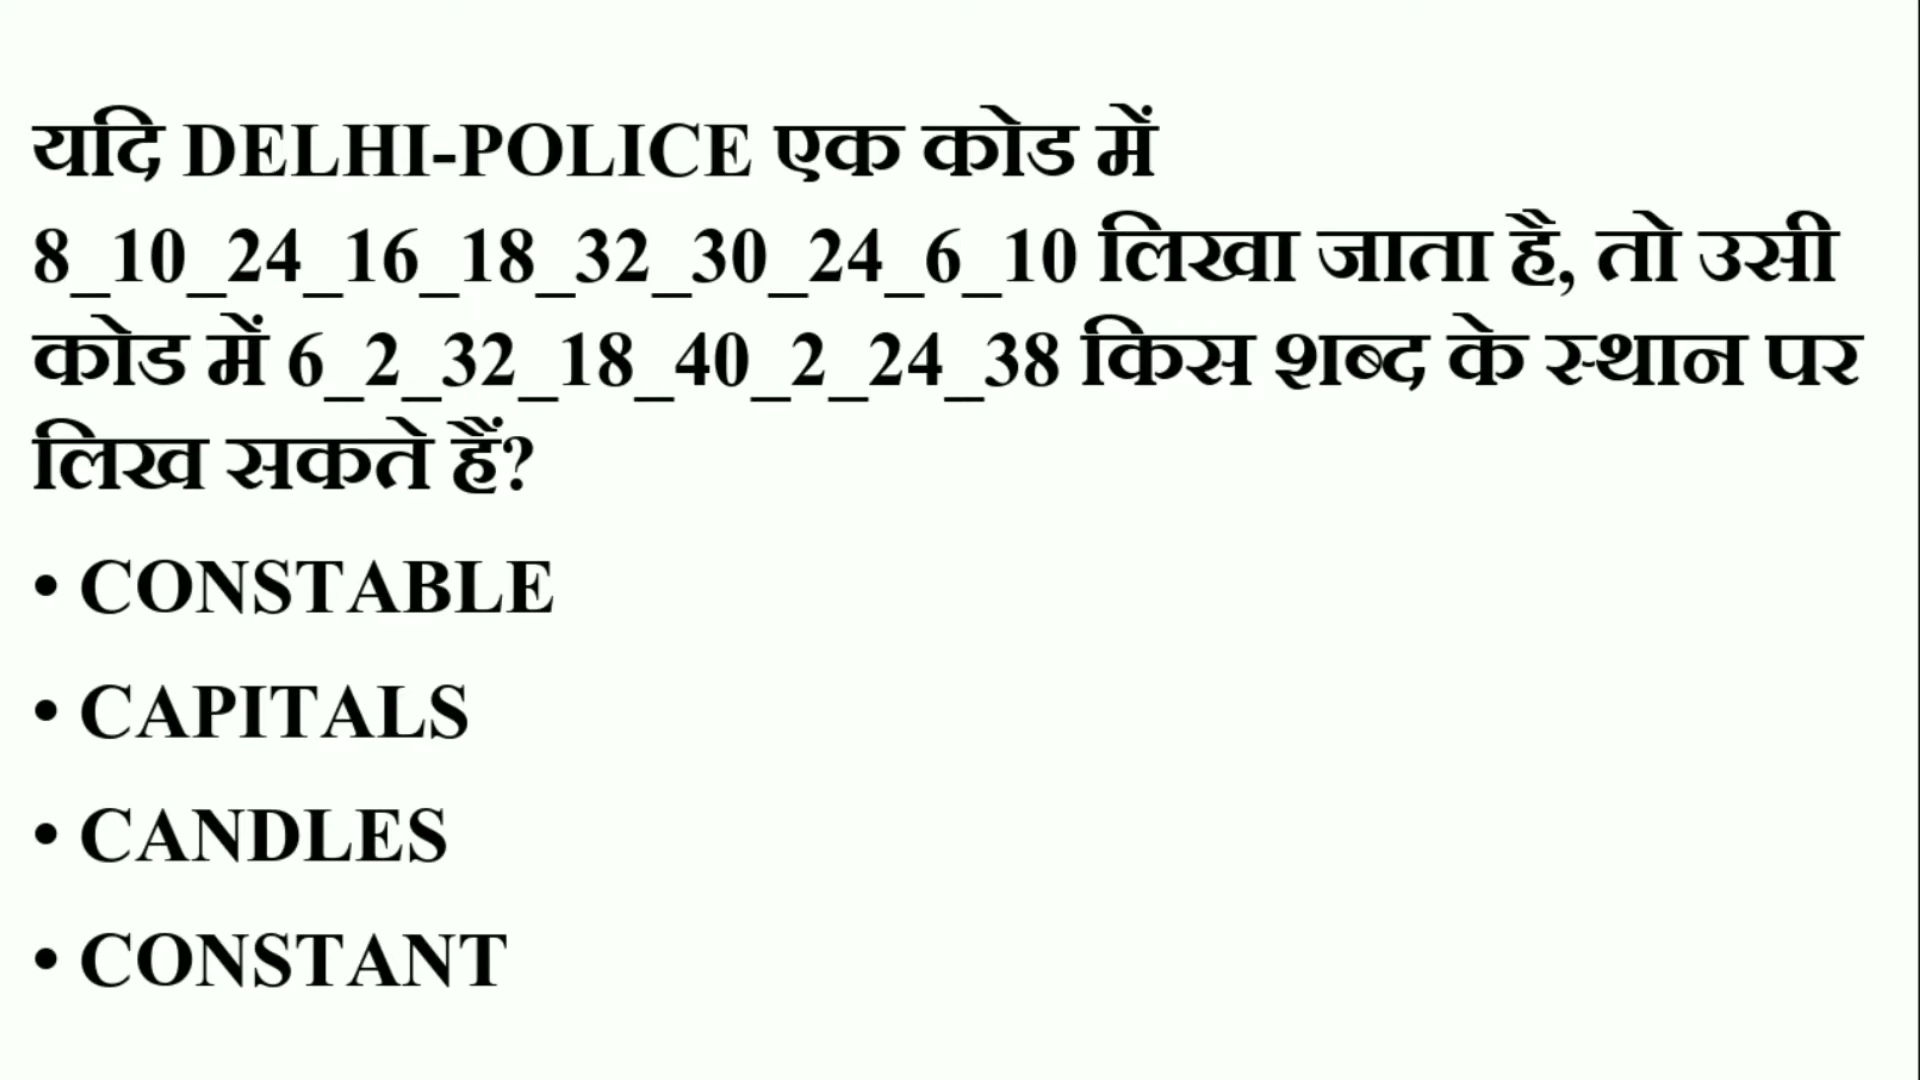 यदि DELHI-POLICE एक कोड में
8_10_24_16_18_32_30_24_6_10 लिखा जाता है, तो उसी
कोड में 6_2_32_18_40_2_24_38 किस शब्द के स्थान पर
लिख सकते हैं?
• CONSTABLE
• CAPITALS
• CANDLES
• CONSTANT